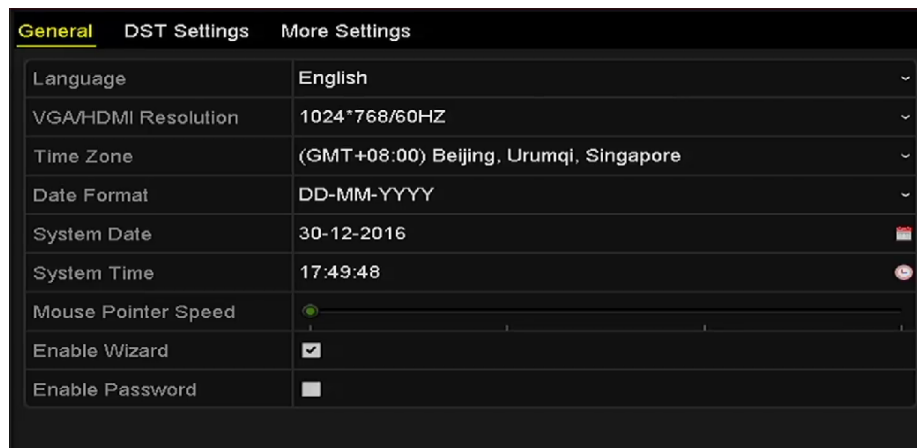 General DST Settings More Settings
Language English
VGA/HDMI Resolution 1024*768/60HZ
Time Zone (GMT+08:00) Beijing, Urumqi, Singapore
Date Format DD-MM-YYYY
System Date 30-12-2016
System Time 17:49:48
Mouse Pointer Speed
Enable Wizard
Enable Password